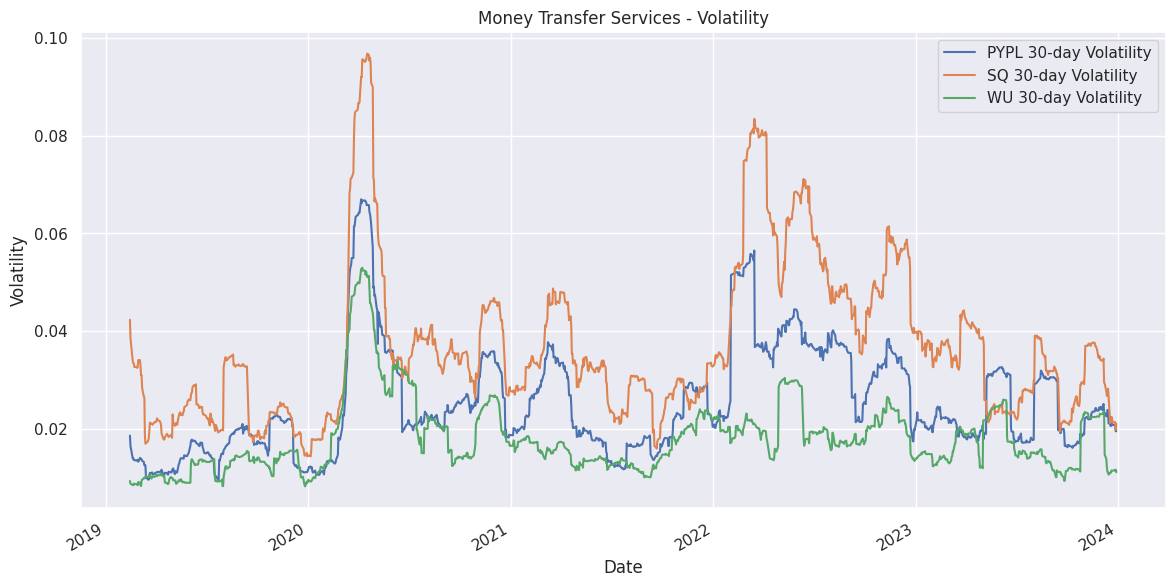 Money Transfer Services - Volatility
PYPL 30-day Volatility
SQ 30-day Volatility
WU 30-day Volatility
Volatility
0.10
0.08
0.06
0.04
0.02
2019
2020
2021
2022
2023
2024
Date